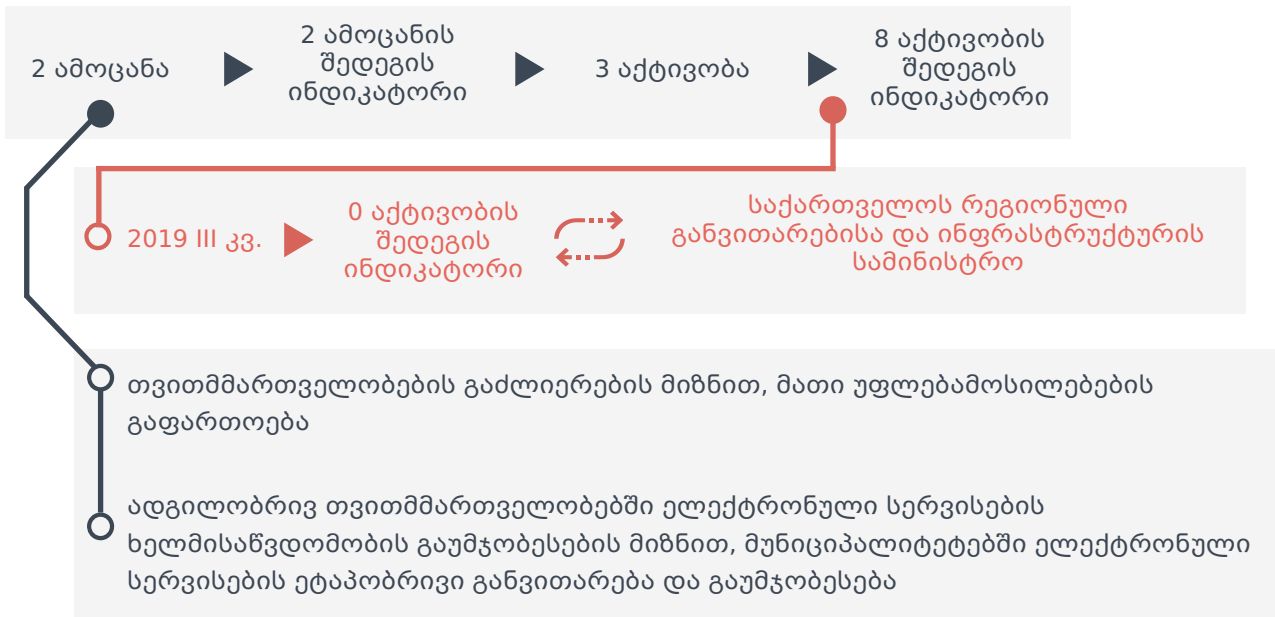 2 ამოცანა
2 ამოცანის
შედეგის
ინდიკატორი
3 აქტივობა
8 აქტივობის
შედეგის
ინდიკატორი
2019 III კვ.
0 აქტივობის
შედეგის
ინდიკატორი
საქართველოს რეგიონული
განვითარებისა და ინფრასტრუქტურის
სამინისტრო
თვითმმართველობების გაძლიერების მიზნით, მათი უფლებამოსილებების
გაფართოება
ადგილობრივ თვითმმართველობებში ელექტრონული სერვისების
ხელმისაწვდომობის გაუმჯობესების მიზნით, მუნიციპალიტეტებში ელექტრონული
სერვისების ეტაპობრივი განვითარება და გაუმჯობესება